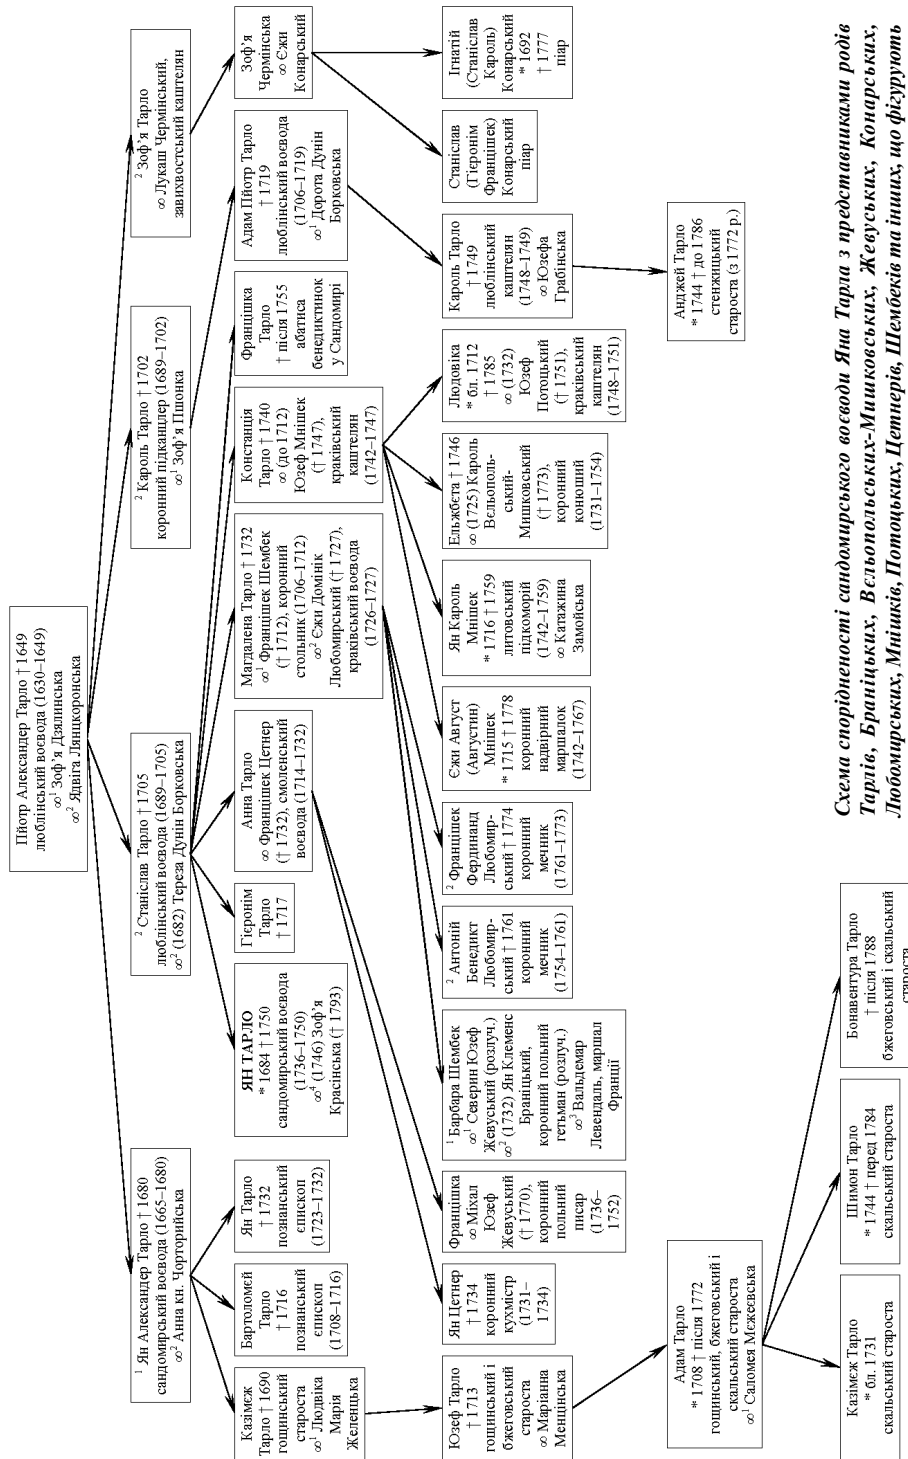 Пйотр Александер Тарло † 1649
люблінський воєвода (1630–1649)
∞¹ Зоф'я Дзялинська
∞² Ядвіга Лянцкоронська
¹ Ян Александер Тарло † 1680
сандомирський воєвода (1665–1680)
∞² Анна кн. Чорторийська
² Станіслав Тарло † 1705
люблінський воєвода (1689–1705)
∞² (1682) Тереза Дунін Борковська
² Кароль Тарло † 1702
коронний підканцлер (1689–1702)
∞¹ Зоф'я Пшонка
² Зоф'я Тарло
∞ Лукаш Чермінський,
завихвостський каштелян
Казімєж
Тарло † 1690
гощинський
староста
∞¹ Людвіка
Марія
Желенцька
Бартоломєй
Тарло
† 1716
познанський
єпископ
(1708–1716)
Ян Тарло
† 1732
познанський
єпископ
(1723–1732)
ЯН ТАРЛО
* 1684 † 1750
сандомирський воєвода
(1736–1750)
∞⁴ (1746) Зоф'я
Красінська († 1793)
Гієронім
Тарло
† 1717
Анна Тарло
∞ Францішек Цетнер
(† 1732), смоленський
воєвода (1714–1732)
Магдалена Тарло † 1732
∞¹ Францішек Шембек
(† 1712), коронний
стольник (1706–1712)
∞² Єжи Домінік
Любомирський († 1727),
краківський воєвода
(1726–1727)
Констанція
Тарло † 1740
∞ (до 1712)
Юзеф Мнішек
(† 1747),
краківський
каштелян
(1742–1747)
Францішка
Тарло
† після 1755
абатиса
бенедиктинок
у Сандомирі
Адам Пйотр Тарло
† 1719
люблінський воєвода
(1706–1719)
∞¹ Дорота Дунін
Борковська
Зоф'я
Чермінська
∞ Єжи
Конарський
Юзеф Тарло
† 1713
гощинський і
бжеговський
староста
∞ Маріанна
Менцінська
Ян Цетнер
† 1734
коронний
кухмістр
(1731–
1734)
Францішка
∞ Міхал
Юзеф
Жевуський
(† 1770),
коронний
польний
писар
(1736–
1752)
¹ Барбара Шембек
∞¹ Северин Юзеф
Жевуський (розлуч.)
∞² (1732) Ян Клеменс
Браніцький,
коронний польний
гетьман (розлуч.)
∞³ Вальдемар
Левендаль, маршал
Франції
² Антоній
Бенедикт
Любомир-
ський † 1761
коронний
мечник
(1754–1761)
² Францішек
Фердинанд
Любомир-
ський † 1774
коронний
мечник
(1761–1773)
Єжи Август
(Августин)
Мнішек
* 1715 † 1778
коронний
надвірний
маршалок
(1742–1767)
Ян Кароль
Мнішек
* 1716 † 1759
литовський
підкоморій
(1742–1759)
∞ Катажина
Замойська
Ельжбєта † 1746
∞ (1725) Кароль
Вєльополь-
ський-
Мишковський
(† 1773),
коронний
конюший
(1731–1754)
Людовіка
* бл. 1712
† 1785
∞ (1732)
Юзеф
Потоцький
(† 1751),
краківський
каштелян
(1748–1751)
Кароль Тарло
† 1749
люблінський
каштелян
(1748–1749)
∞ Юзефа
Грабінська
Станіслав
(Гієронім
Францішек)
Конарський
піар
Ігнатій
(Станіслав
Кароль)
Конарський
* 1692
† 1777
піар
Адам Тарло
* 1708 † після 1772
гощинський, бжеговський і
скальський староста
∞¹ Саломея Мєжеєвська
Анджей Тарло
* 1744 † до 1786
стенжицький
староста (з 1772 р.)
Казімєж Тарло
* бл. 1731
скальський староста
Шимон Тарло
* 1744 † перед 1784
скальський староста
Бонавентура Тарло
† після 1788
бжеговський і скальський
староста
Схема спорідненості сандомирського воєводи Яна Тарла з представниками родів
Тарлів, Браніцьких, Вєльопольських-Мишковських, Жевуських, Конарських,
Любомирських, Мнішків, Потоцьких, Цетнерів, Шембеків та інших, що фігурують